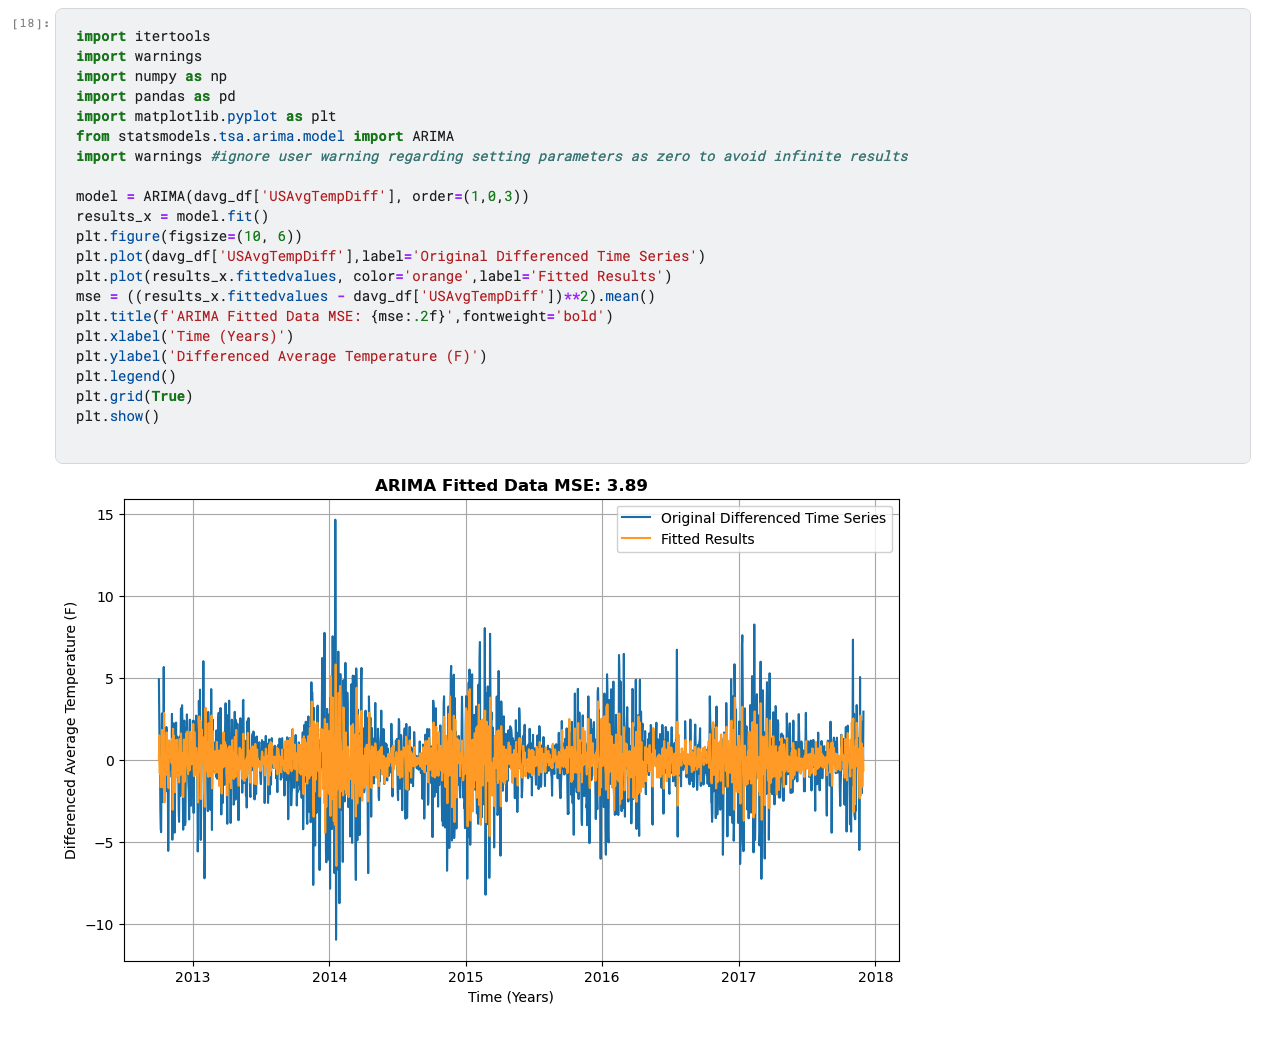 [18]:
import itertools
import warnings
import numpy as np
import pandas as pd
import matplotlib.pyplot as plt
from statsmodels.tsa.arima.model import ARIMA
import warnings #ignore user warning regarding setting parameters as zero to avoid infinite results
model = ARIMA(davg_df['USAvgTempDiff'], order=(1,0,3))
results_x = model.fit()
plt.figure(figsize=(10, 6))
plt.plot(davg_df['USAvgTempDiff'],label='Original Differenced Time Series')
plt.plot(results_x.fittedvalues, color='orange',label='Fitted Results')
mse = ((results_x.fittedvalues - davg_df['USAvgTempDiff'])**2).mean()
plt.title(f'ARIMA Fitted Data MSE: {mse:.2f}',fontweight='bold')
plt.xlabel('Time (Years)')
plt.ylabel('Differenced Average Temperature (F)')
plt.legend()
plt.grid(True)
plt.show()
ARIMA Fitted Data MSE: 3.89
Original Differenced Time Series
Fitted Results
Differenced Average Temperature (F)
15
10
5
0
−5
−10
2013 2014 2015 2016 2017 2018
Time (Years)